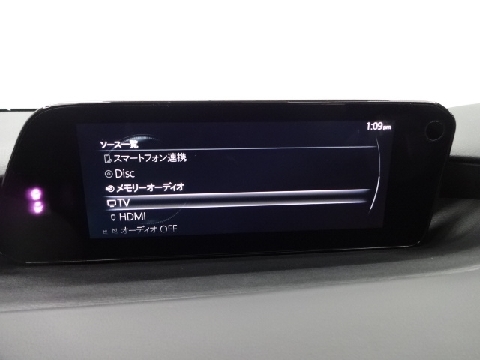 1:09pm
ソース一覧
スマートフォン連携
Disc
メモリーオーディオ
TV
HDMI
オーディオOFF